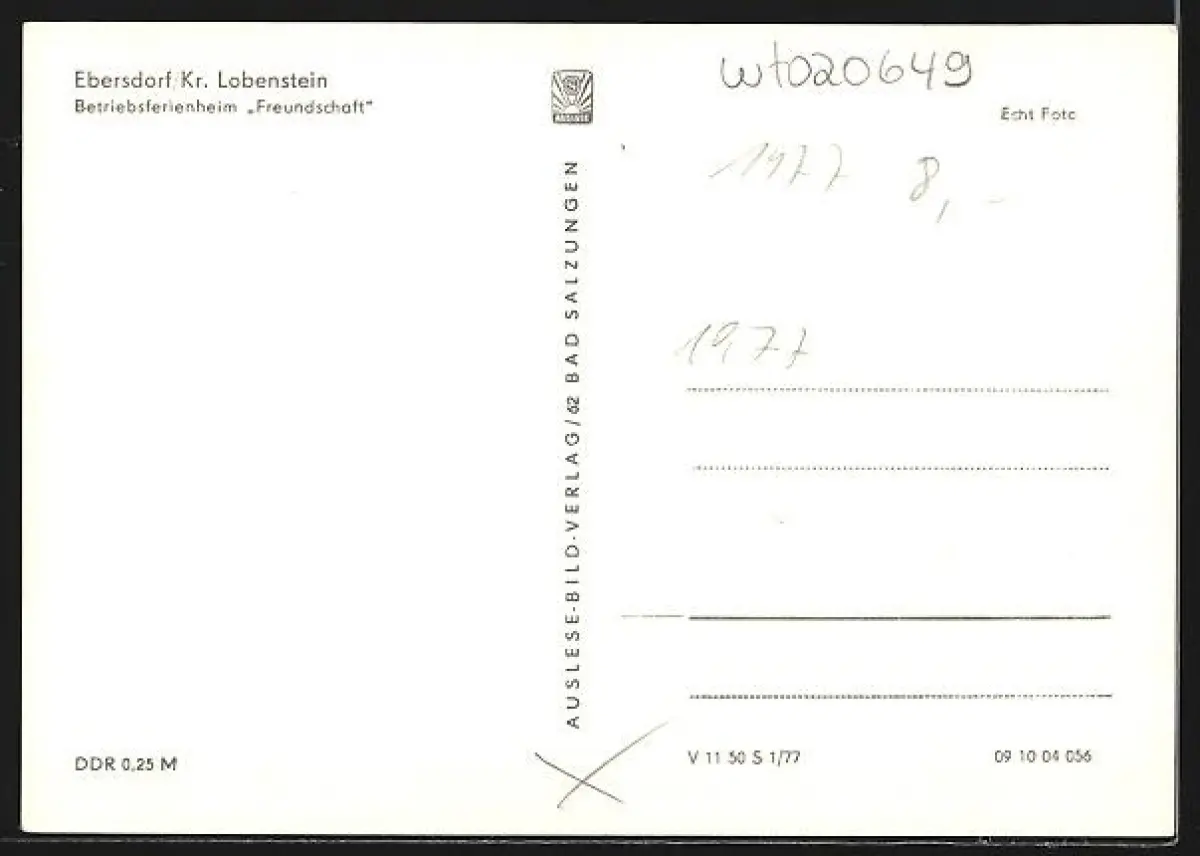 Ebersdorf/Kr. Lobenstein
Betriebsferienheim „Freundschaft"
AUSLESE
wt020649
Echt Foto
1977 8,-
AUSLESE-BILD-VERLAG/62 BAD SALZUNGEN
1977
DDR 0,25 M
V 11 50 S 1/77
09 10 04 056